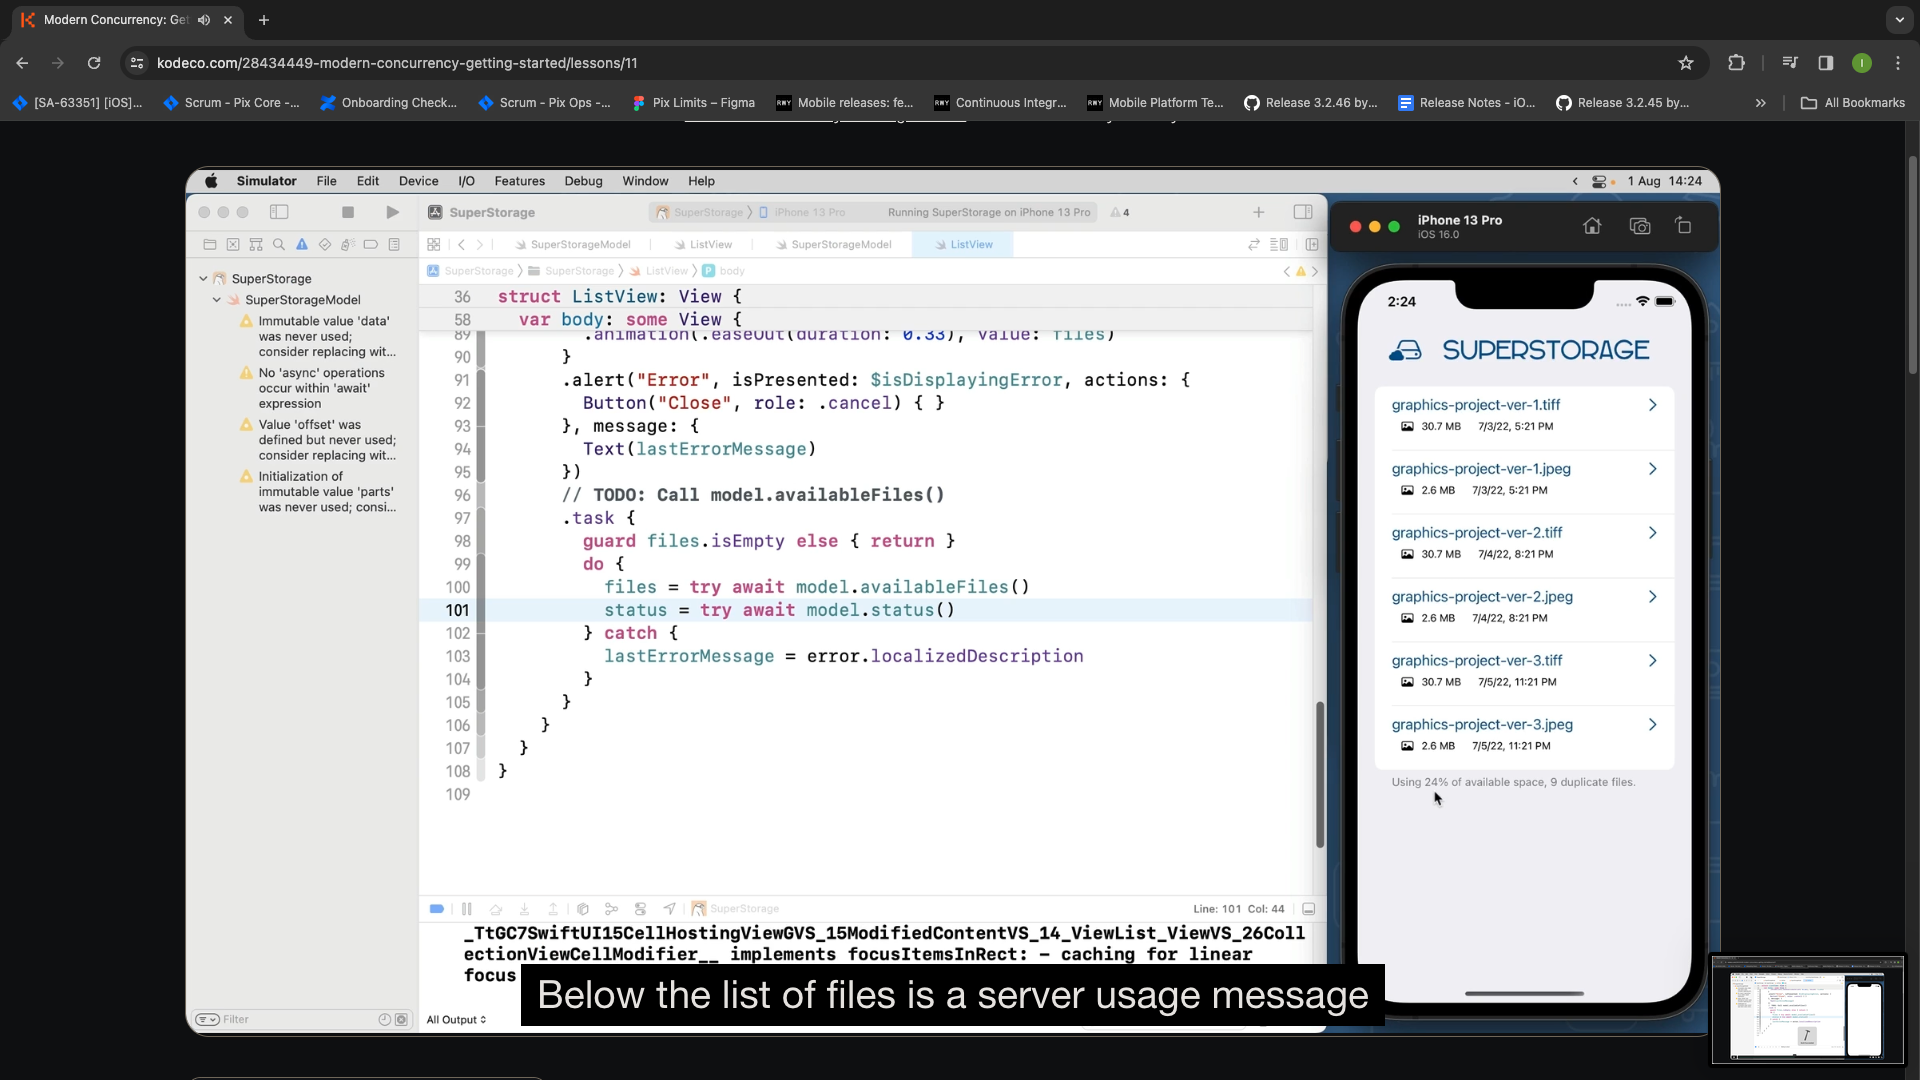 Modern Concurrency: Get
kodeco.com/28434449-modern-concurrency-getting-started/lessons/11
I
[SA-63351] [iOS]...
Scrum - Pix Core -...
Onboarding Check...
Scrum - Pix Ops -...
Pix Limits – Figma
Mobile releases: fe...
Continuous Integr...
Mobile Platform Te...
Release 3.2.46 by...
Release Notes - iO...
Release 3.2.45 by...
All Bookmarks
Simulator File Edit Device I/O Features Debug Window Help
1 Aug 14:24
SuperStorage
SuperStorage
iPhone 13 Pro
Running SuperStorage on iPhone 13 Pro
4
SuperStorageModel
ListView
SuperStorageModel
ListView
SuperStorage
SuperStorage
ListView
body
SuperStorage
SuperStorageModel
Immutable value 'data'
was never used;
consider replacing wit...
No 'async' operations
occur within 'await'
expression
Value 'offset' was
defined but never used;
consider replacing wit...
Initialization of
immutable value 'parts'
was never used; consi...
Filter
36 struct ListView: View {
58 var body: some View {
89 .animation(.easeOut(duration: 0.33), value: files)
90 }
91 .alert("Error", isPresented: $isDisplayingError, actions: {
92 Button("Close", role: .cancel) { }
93 }, message: {
94 Text(lastErrorMessage)
95 })
96 // TODO: Call model.availableFiles()
97 .task {
98 guard files.isEmpty else { return }
99 do {
100 files = try await model.availableFiles()
101 status = try await model.status()
102 } catch {
103 lastErrorMessage = error.localizedDescription
104 }
105 }
106 }
107 }
108 }
109
SuperStorage
Line: 101 Col: 44
_TtGC7SwiftUI15CellHostingViewGVS_15ModifiedContentVS_14_ViewList_ViewVS_26Coll
ectionViewCellModifier__ implements focusItemsInRect: - caching for linear
focus
All Output
iPhone 13 Pro
iOS 16.0
2:24
SUPERSTORAGE
graphics-project-ver-1.tiff
30.7 MB 7/3/22, 5:21 PM
graphics-project-ver-1.jpeg
2.6 MB 7/3/22, 5:21 PM
graphics-project-ver-2.tiff
30.7 MB 7/4/22, 8:21 PM
graphics-project-ver-2.jpeg
2.6 MB 7/4/22, 8:21 PM
graphics-project-ver-3.tiff
30.7 MB 7/5/22, 11:21 PM
graphics-project-ver-3.jpeg
2.6 MB 7/5/22, 11:21 PM
Using 24% of available space, 9 duplicate files.
Below the list of files is a server usage message